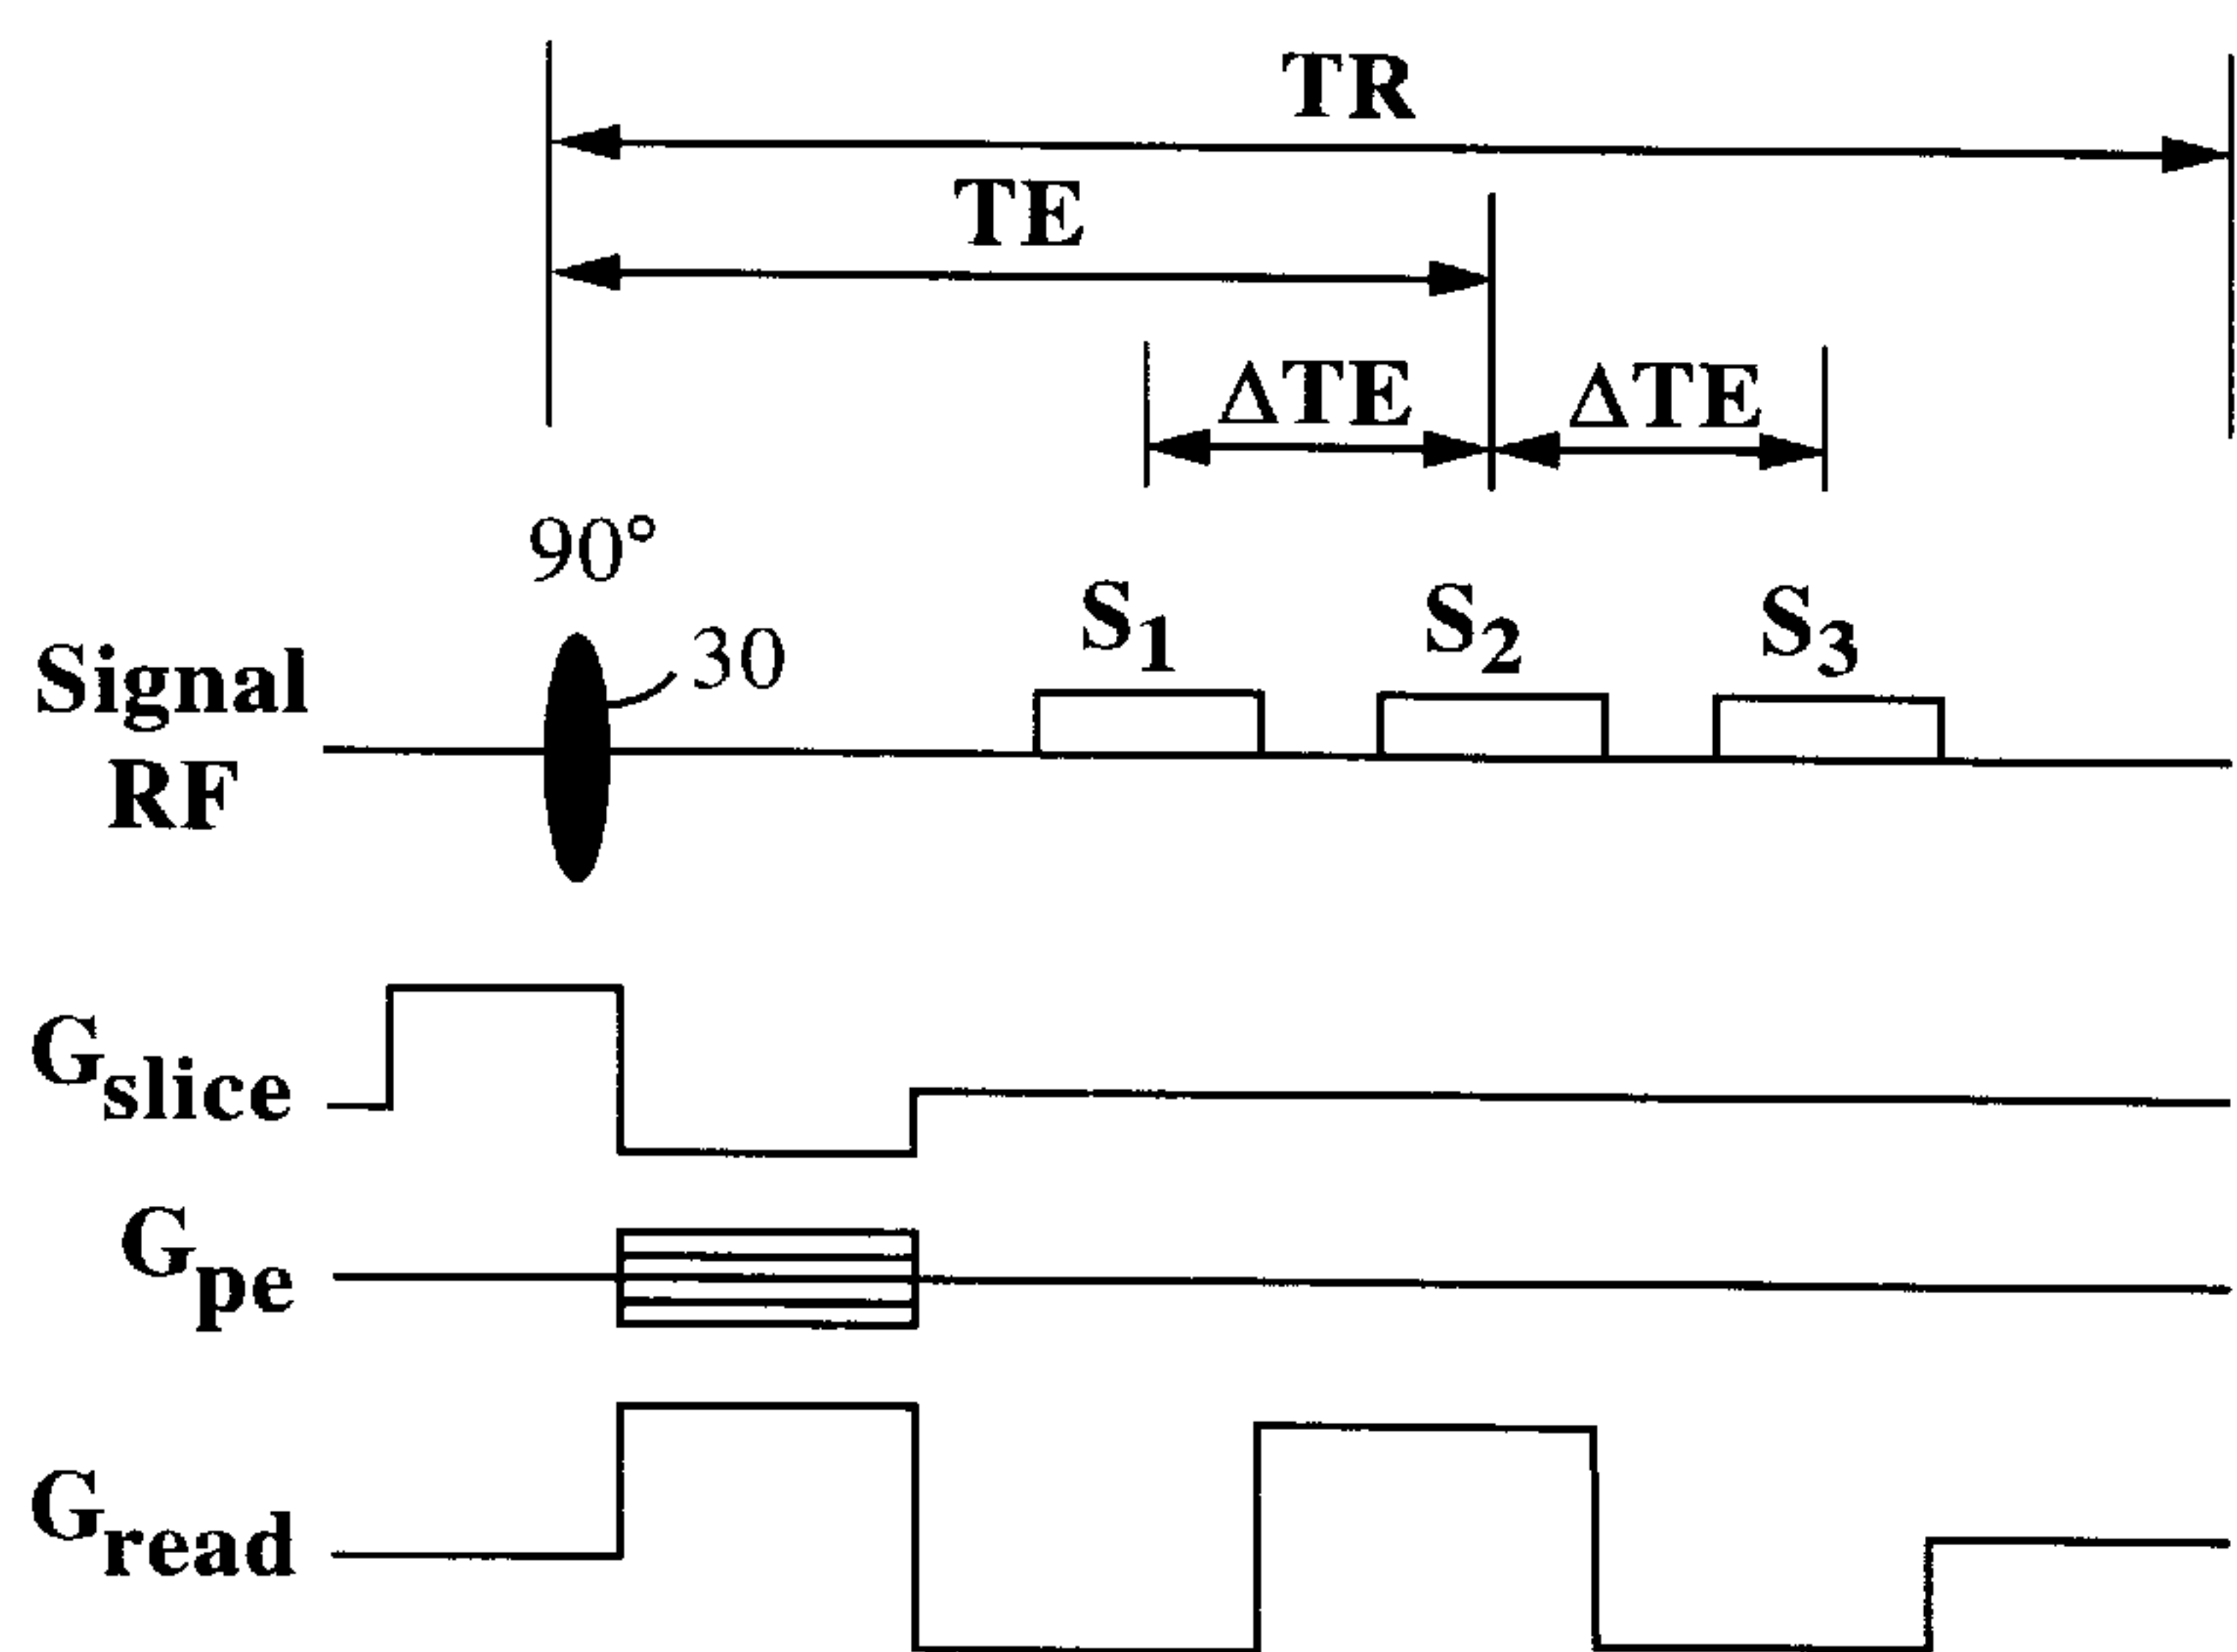 TR
TE
ΔTE ΔTE
90°
30
S1 S2 S3
Signal
RF
Gslice
Gpe
Gread